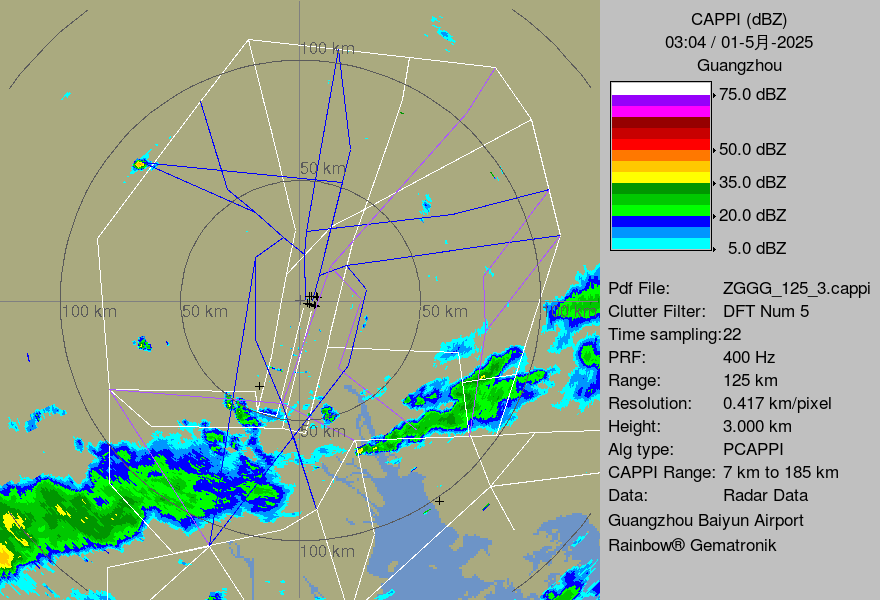 CAPPI (dBZ)
03:04 / 01-5月-2025
Guangzhou
75.0 dBZ
50.0 dBZ
35.0 dBZ
20.0 dBZ
5.0 dBZ
Pdf File: ZGGG_125_3.cappi
Clutter Filter: DFT Num 5
Time sampling:22
PRF: 400 Hz
Range: 125 km
Resolution: 0.417 km/pixel
Height: 3.000 km
Alg type: PCAPPI
CAPPI Range: 7 km to 185 km
Data: Radar Data
Guangzhou Baiyun Airport
Rainbow® Gematronik
100 km
50 km
100 km
50 km
50 km
50 km
100 km